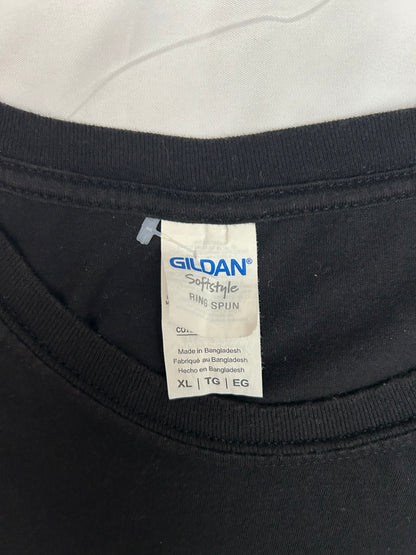 GILDAN®
Softstyle
RING SPUN
Made in Bangladesh
Fabriqué au Bangladesh
Hecho en Bangladesh
XL | TG | EG